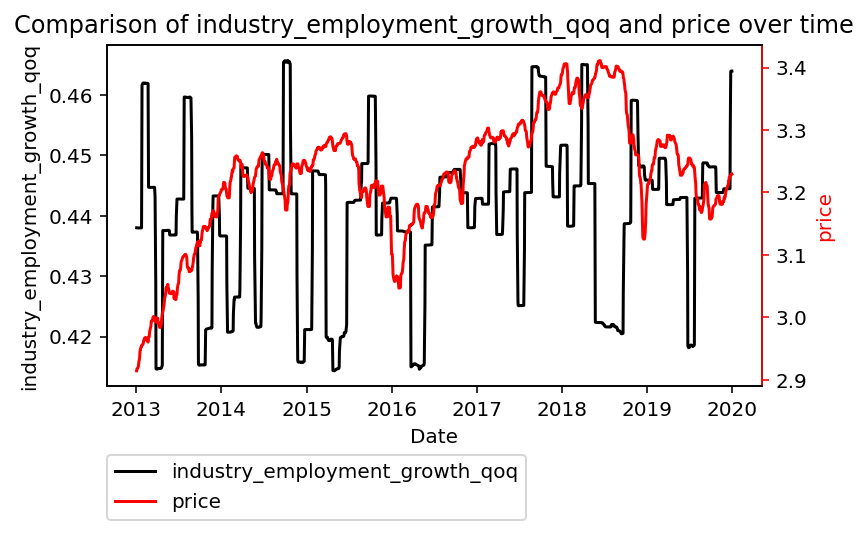 Comparison of industry_employment_growth_qoq and price over time
industry_employment_growth_qoq
0.46
0.45
0.44
0.43
0.42
3.4
3.3
3.2
3.1
3.0
2.9
price
2013 2014 2015 2016 2017 2018 2019 2020
Date
industry_employment_growth_qoq
price